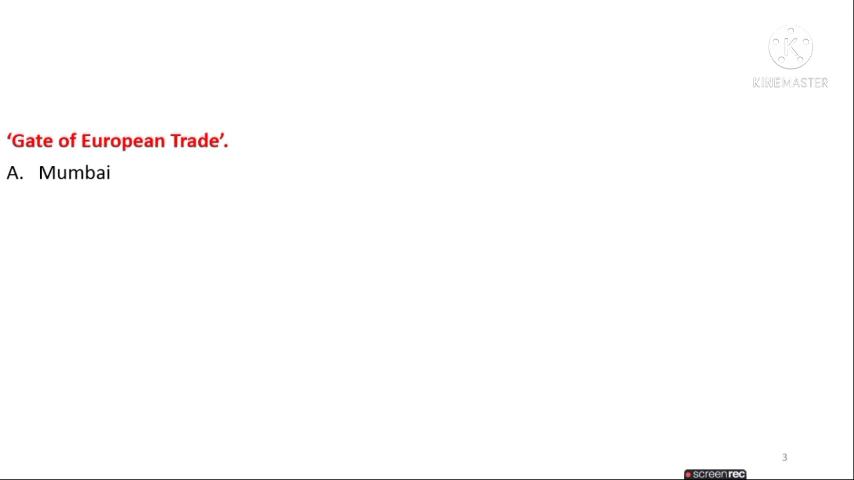 KINEMASTER
‘Gate of European Trade’.
A. Mumbai
3
screenrec